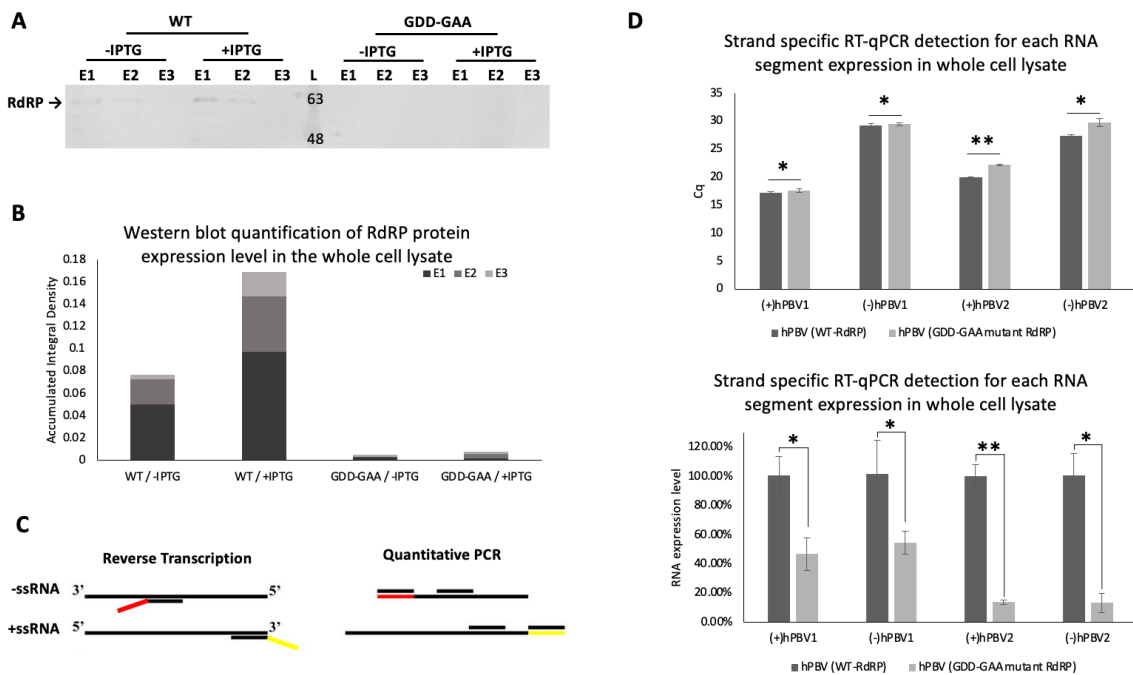 A
WT
GDD-GAA
-IPTG
+IPTG
-IPTG
+IPTG
E1 E2 E3 E1 E2 E3 L E1 E2 E3 E1 E2 E3
RdRP → 63
48
B
Western blot quantification of RdRP protein
expression level in the whole cell lysate
E1 E2 E3
Accumulated Integral Density
0.18
0.16
0.14
0.12
0.1
0.08
0.06
0.04
0.02
0
WT / -IPTG
WT / +IPTG
GDD-GAA / -IPTG
GDD-GAA / +IPTG
C
Reverse Transcription
Quantitative PCR
-ssRNA 3’ 5’
+ssRNA 5’ 3’
D
Strand specific RT-qPCR detection for each RNA
segment expression in whole cell lysate
Cq
35
30
25
20
15
10
5
0
* * ** *
(+)hPBV1 (-)hPBV1 (+)hPBV2 (-)hPBV2
hPBV (WT-RdRP) hPBV (GDD-GAA mutant RdRP)
Strand specific RT-qPCR detection for each RNA
segment expression in whole cell lysate
RNA expression level
120.00%
100.00%
80.00%
60.00%
40.00%
20.00%
0.00%
* * ** *
(+)hPBV1 (-)hPBV1 (+)hPBV2 (-)hPBV2
hPBV (WT-RdRP) hPBV (GDD-GAA mutant RdRP)